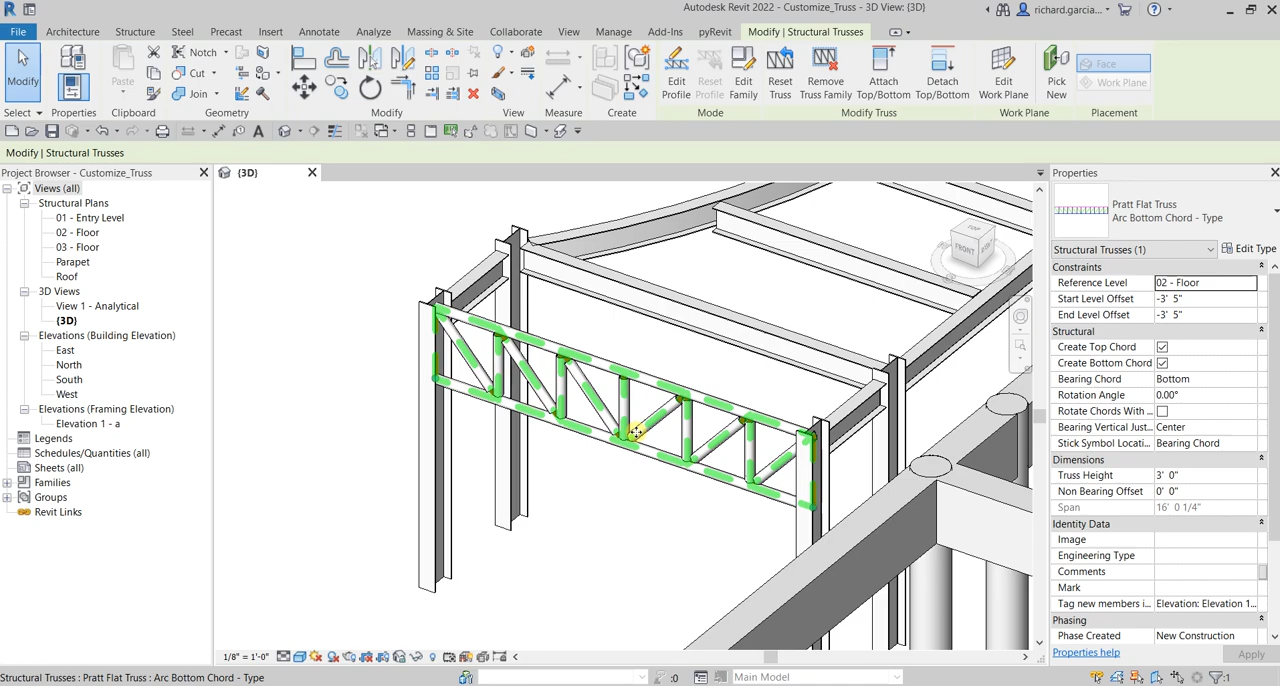 Autodesk Revit 2022 - Customize_Truss - 3D View: {3D}
richard.garcia...
File Architecture Structure Steel Precast Insert Annotate Analyze Massing & Site Collaborate View Manage Add-Ins pyRevit Modify | Structural Trusses
Modify
Paste
Notch
Cut
Join
Edit Profile
Reset Profile
Edit Family
Reset Truss
Remove Truss Family
Attach Top/Bottom
Detach Top/Bottom
Edit Work Plane
Pick New
Face
Work Plane
Select Properties Clipboard Geometry Modify View Measure Create Mode Modify Truss Work Plane Placement
Modify | Structural Trusses
Project Browser - Customize_Truss
Views (all)
Structural Plans
01 - Entry Level
02 - Floor
03 - Floor
Parapet
Roof
3D Views
View 1 - Analytical
{3D}
Elevations (Building Elevation)
East
North
South
West
Elevations (Framing Elevation)
Elevation 1 - a
Legends
Schedules/Quantities (all)
Sheets (all)
Families
Groups
Revit Links
{3D}
TOP
FRONT
Properties
Pratt Flat Truss
Arc Bottom Chord - Type
Structural Trusses (1) Edit Type
Constraints
Reference Level 02 - Floor
Start Level Offset -3' 5"
End Level Offset -3' 5"
Structural
Create Top Chord
Create Bottom Chord
Bearing Chord Bottom
Rotation Angle 0.00°
Rotate Chords With ...
Bearing Vertical Just... Center
Stick Symbol Locati... Bearing Chord
Dimensions
Truss Height 3' 0"
Non Bearing Offset 0' 0"
Span 16' 0 1/4"
Identity Data
Image
Engineering Type
Comments
Mark
Tag new members i... Elevation: Elevation 1...
Phasing
Phase Created New Construction
Properties help Apply
1/8" = 1'-0"
Structural Trusses : Pratt Flat Truss : Arc Bottom Chord - Type
:0
Main Model
:1